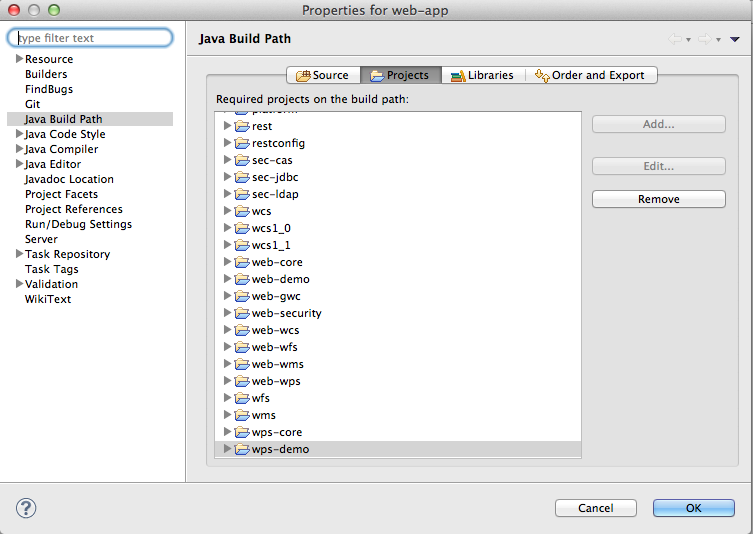 Properties for web-app
type filter text
Resource
Builders
FindBugs
Git
Java Build Path
Java Code Style
Java Compiler
Java Editor
Javadoc Location
Project Facets
Project References
Run/Debug Settings
Server
Task Repository
Task Tags
Validation
WikiText
Java Build Path
Source
Projects
Libraries
Order and Export
Required projects on the build path:
rest
restconfig
sec-cas
sec-jdbc
sec-ldap
wcs
wcs1_0
wcs1_1
web-core
web-demo
web-gwc
web-security
web-wcs
web-wfs
web-wms
web-wps
wfs
wms
wps-core
wps-demo
Add...
Edit...
Remove
?
Cancel
OK